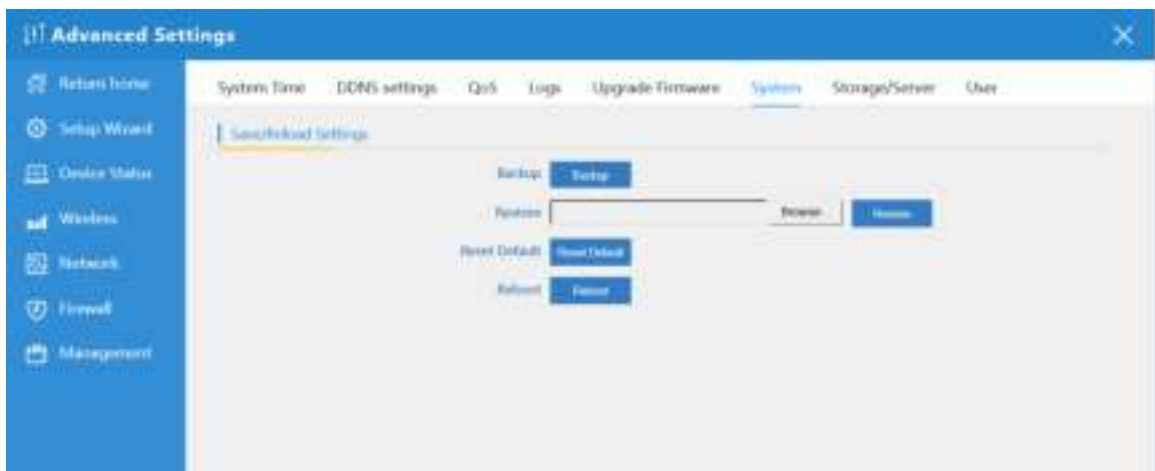 Advanced Settings
Return home
Setup Wizard
Device Status
Wireless
Network
Firewall
Management
System Time DDNS settings QoS Logs Upgrade Firmware System Storage/Server User
Save/Reload Settings
Backup Backup
Restore Browse Restore
Reset Default Reset Default
Reboot Reboot